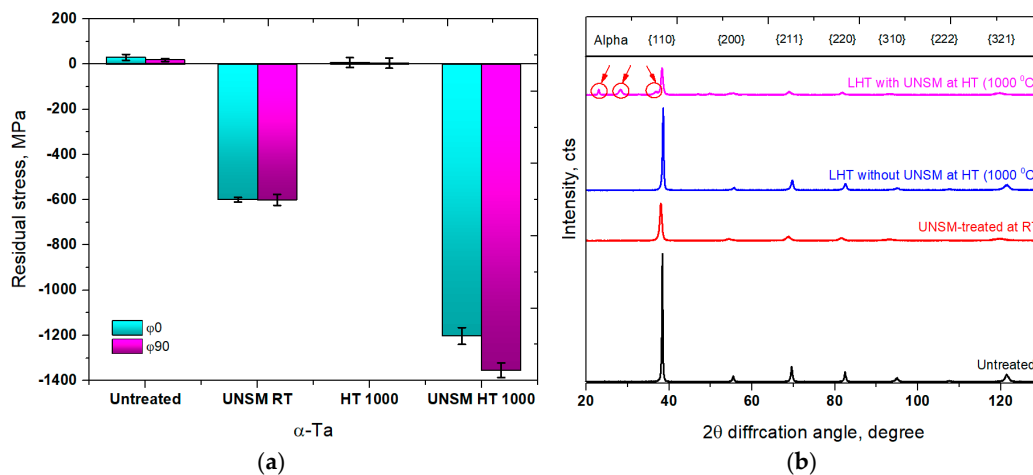 200
0
-200
-400
-600
-800
-1000
-1200
-1400
Residual stress, MPa
φ0
φ90
Untreated UNSM RT HT 1000 UNSM HT 1000
α-Ta
(a)
Alpha {110} {200} {211} {220} {310} {222} {321}
LHT with UNSM at HT (1000 ⁰C
LHT without UNSM at HT (1000 ⁰C
UNSM-treated at RT
Untreated
Intensity, cts
20 40 60 80 100 120
2θ diffrcation angle, degree
(b)